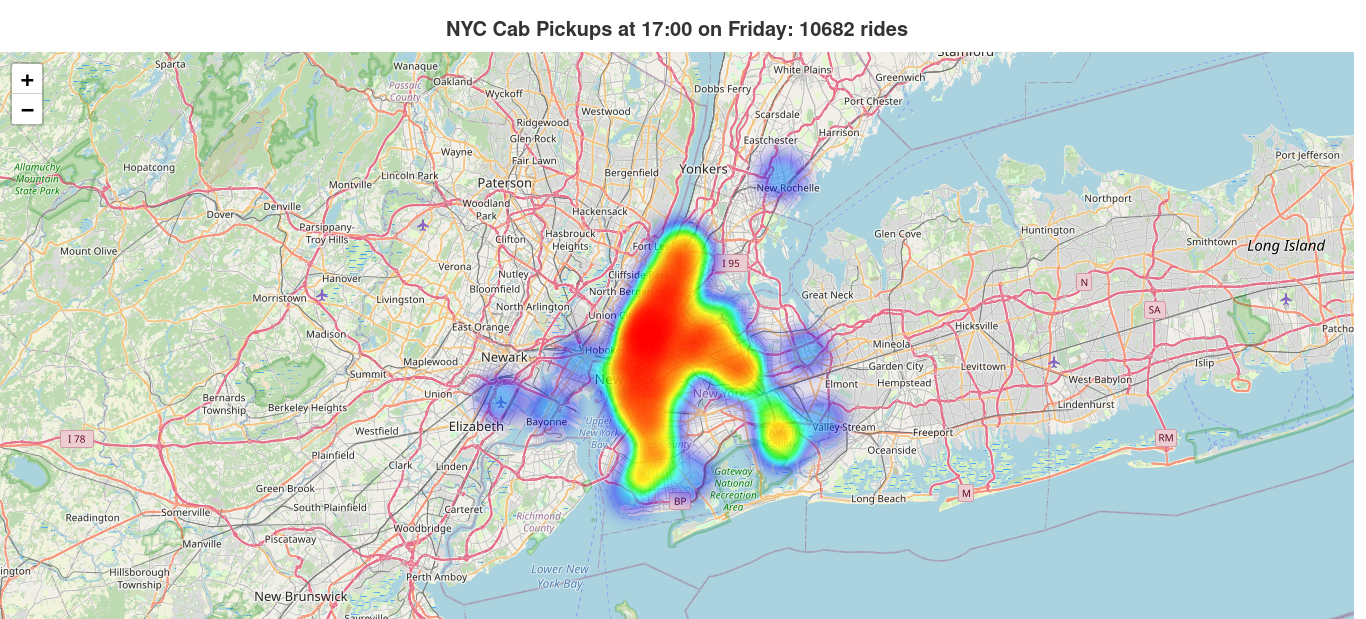 NYC Cab Pickups at 17:00 on Friday: 10682 rides
Stamford
Sparta
Wanaque
White Plains
Greenwich
+
Oakland
Passaic
County
Dobbs Ferry
Wyckoff
Port Chester
−
Westwood
Scarsdale
Ridgewood
Harrison
Glen Rock
Eastchester
Wayne
Fair Lawn
Port Jefferson
Hopatcong
Allamuchy
Mountain
State Park
Lincoln Park
Bergenfield
Yonkers
Montville
Paterson
New Rochelle
Northport
Denville
Woodland
Park
Hackensack
Dover
Parsippany-
Troy Hills
Clifton
Hasbrouck
Heights
Fort Lee
Glen Cove
Huntington
Smithtown
Long Island
Mount Olive
Verona
I 95
Hanover
Nutley
Cliffside Park
N
Bloomfield
Morristown
Livingston
North Ber
Great Neck
North Arlington
SA
Union C
East Orange
Hicksville
Patcho
Madison
Mineola
Newark
Hobok
Maplewood
Garden City
Levittown
Islip
Summit
New
Elmont
Hempstead
West Babylon
Union
New York
Bernards
Township
Berkeley Heights
Lindenhurst
Elizabeth
Bayonne
Upper
New York
Bay
Valley Stream
Freeport
Westfield
I 78
RM
County
Plainfield
Oceanside
Clark
Linden
Gateway
National
Recreation
Area
Green Brook
M
Long Beach
BP
South Plainfield
Carteret
Somerville
Readington
Richmond
County
Woodbridge
Piscataway
Manville
ington
Hillsborough
Township
Lower New
York Bay
Perth Amboy
New Brunswick
Sayreville